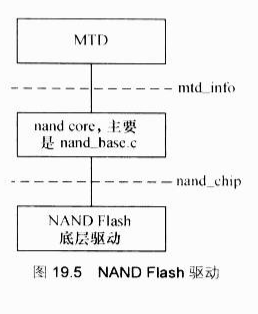 MTD
mtd_info
nand core，主要
是 nand_base.c
nand_chip
NAND Flash
底层驱动
图 19.5 NAND Flash 驱动